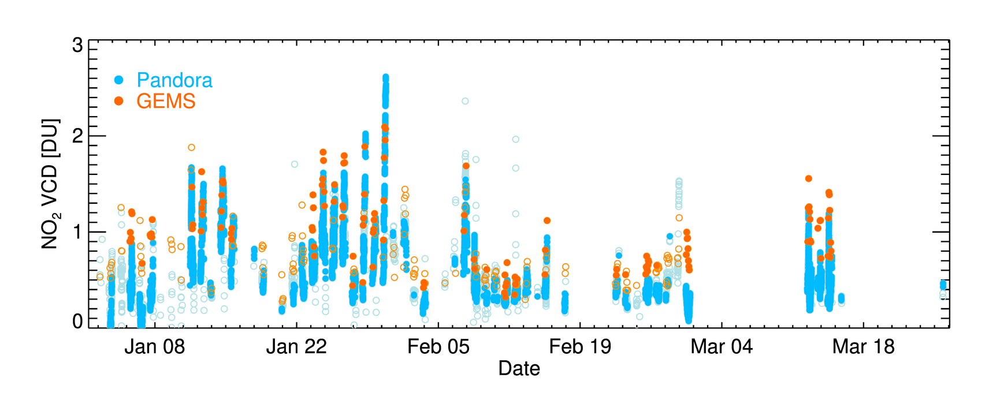 3
Pandora
GEMS
2
1
0
NO2 VCD [DU]
Jan 08 Jan 22 Feb 05 Feb 19 Mar 04 Mar 18
Date